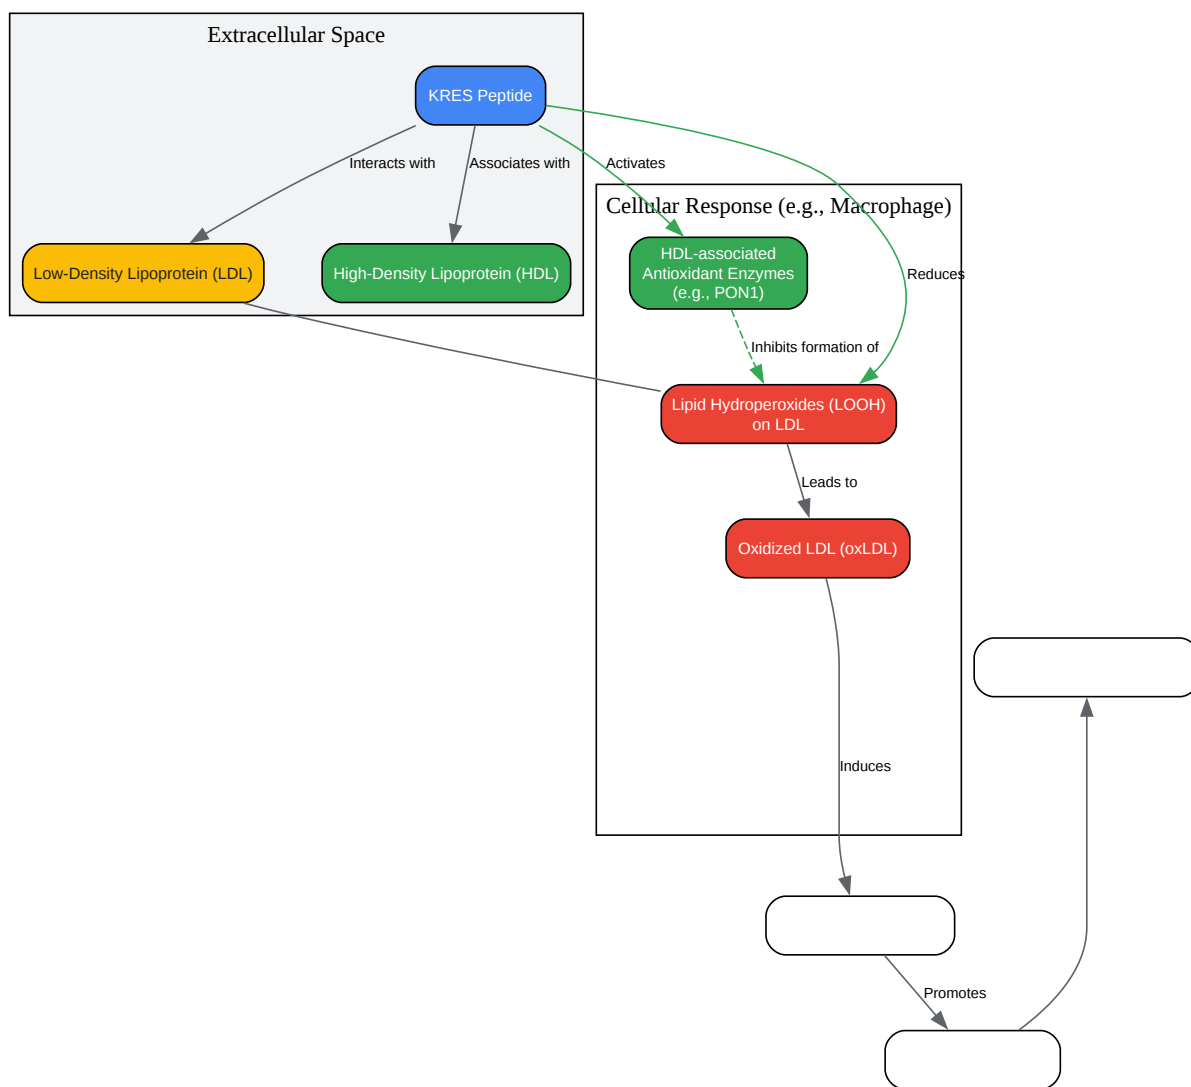 Extracellular Space
KRES Peptide
Interacts with
Associates with
Activates
Low-Density Lipoprotein (LDL)
High-Density Lipoprotein (HDL)
Cellular Response (e.g., Macrophage)
HDL-associated
Antioxidant Enzymes
(e.g., PON1)
Reduces
Inhibits formation of
Lipid Hydroperoxides (LOOH)
on LDL
Leads to
Oxidized LDL (oxLDL)
Induces
Promotes